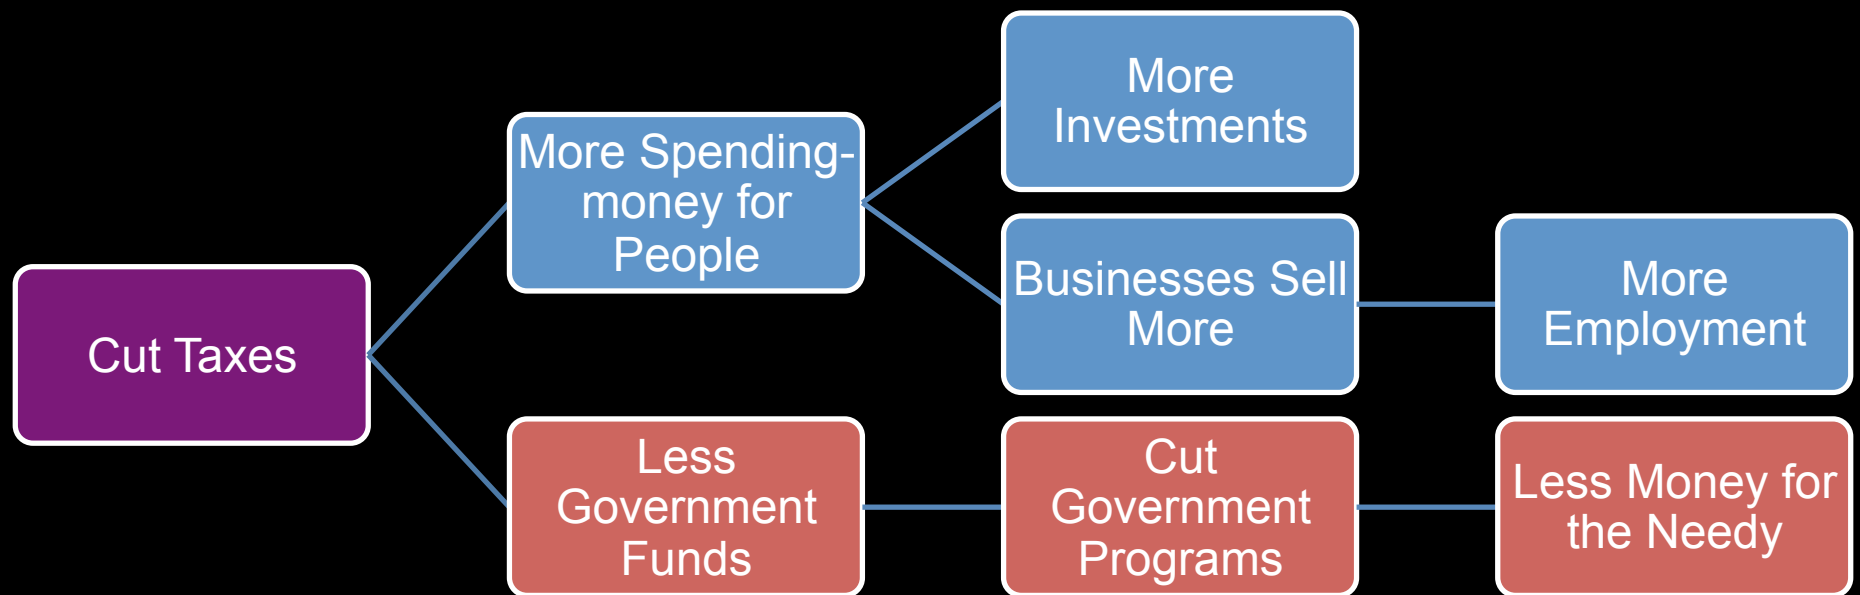 Cut Taxes
More Spending-
money for
People
More
Investments
Businesses Sell
More
More
Employment
Less
Government
Funds
Cut
Government
Programs
Less Money for
the Needy